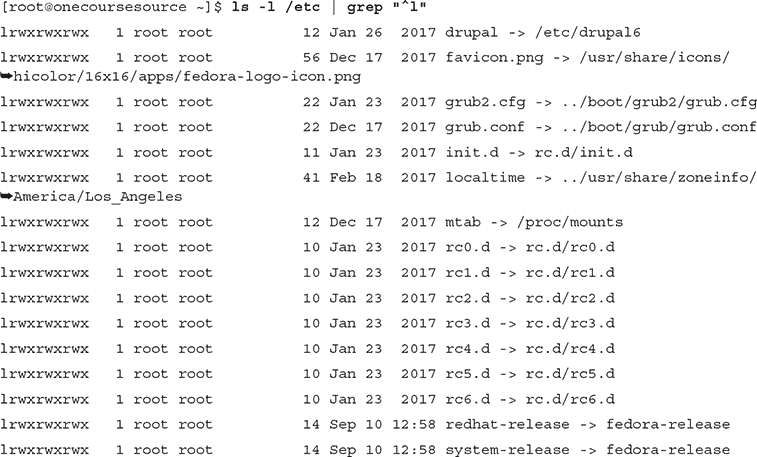 [root@onecoursesource ~]$ ls -l /etc | grep "^l"
lrwxrwxrwx 1 root root 12 Jan 26 2017 drupal -> /etc/drupal6
lrwxrwxrwx 1 root root 56 Dec 17 2017 favicon.png -> /usr/share/icons/
➥hicolor/16x16/apps/fedora-logo-icon.png
lrwxrwxrwx 1 root root 22 Jan 23 2017 grub2.cfg -> ../boot/grub2/grub.cfg
lrwxrwxrwx 1 root root 22 Dec 17 2017 grub.conf -> ../boot/grub/grub.conf
lrwxrwxrwx 1 root root 11 Jan 23 2017 init.d -> rc.d/init.d
lrwxrwxrwx 1 root root 41 Feb 18 2017 localtime -> ../usr/share/zoneinfo/
➥America/Los_Angeles
lrwxrwxrwx 1 root root 12 Dec 17 2017 mtab -> /proc/mounts
lrwxrwxrwx 1 root root 10 Jan 23 2017 rc0.d -> rc.d/rc0.d
lrwxrwxrwx 1 root root 10 Jan 23 2017 rc1.d -> rc.d/rc1.d
lrwxrwxrwx 1 root root 10 Jan 23 2017 rc2.d -> rc.d/rc2.d
lrwxrwxrwx 1 root root 10 Jan 23 2017 rc3.d -> rc.d/rc3.d
lrwxrwxrwx 1 root root 10 Jan 23 2017 rc4.d -> rc.d/rc4.d
lrwxrwxrwx 1 root root 10 Jan 23 2017 rc5.d -> rc.d/rc5.d
lrwxrwxrwx 1 root root 10 Jan 23 2017 rc6.d -> rc.d/rc6.d
lrwxrwxrwx 1 root root 14 Sep 10 12:58 redhat-release -> fedora-release
lrwxrwxrwx 1 root root 14 Sep 10 12:58 system-release -> fedora-release